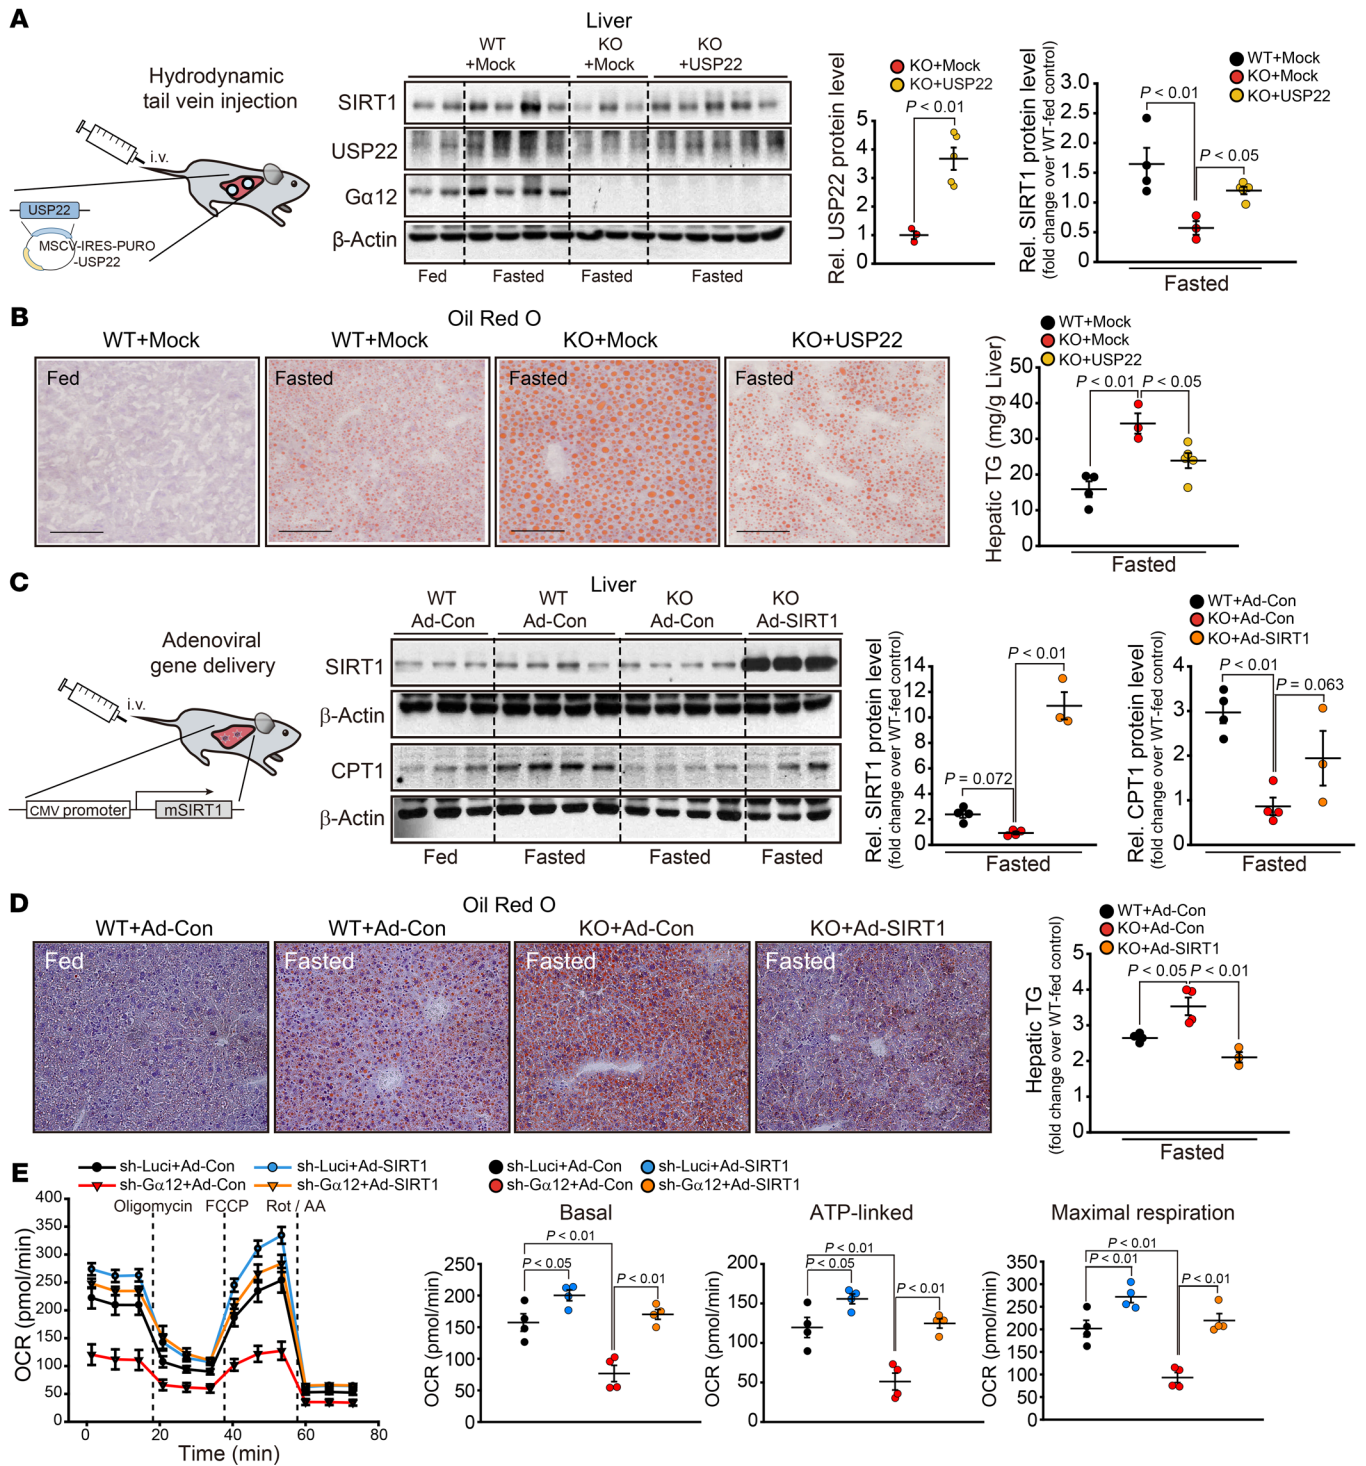 A
Hydrodynamic
tail vein injection
i.v.
USP22
MSCV-IRES-PURO
-USP22
Liver
WT
+Mock
KO
+Mock
KO
+USP22
SIRT1
USP22
Gα12
β-Actin
Fed
Fasted
Fasted
Fasted
KO+Mock
KO+USP22
Rel. USP22 protein level
P < 0.01
5
4
3
2
1
0
WT+Mock
KO+Mock
KO+USP22
Rel. SIRT1 protein level
(fold change over WT-fed control)
3.0
2.5
2.0
1.5
1.0
0.5
0
P < 0.01
P < 0.05
Fasted
B
Oil Red O
WT+Mock
WT+Mock
KO+Mock
KO+USP22
Fed
Fasted
Fasted
Fasted
WT+Mock
KO+Mock
KO+USP22
Hepatic TG (mg/g Liver)
50
40
30
20
10
0
P < 0.01
P < 0.05
Fasted
C
Adenoviral
gene delivery
i.v.
CMV promoter
mSIRT1
Liver
WT
Ad-Con
WT
Ad-Con
KO
Ad-Con
KO
Ad-SIRT1
SIRT1
β-Actin
CPT1
β-Actin
Fed
Fasted
Fasted
Fasted
Rel. SIRT1 protein level
(fold change over WT-fed control)
14
12
10
8
6
4
2
0
P < 0.01
P = 0.072
Fasted
WT+Ad-Con
KO+Ad-Con
KO+Ad-SIRT1
Rel. CPT1 protein level
(fold change over WT-fed control)
4
3
2
1
0
P < 0.01
P = 0.063
Fasted
D
Oil Red O
WT+Ad-Con
WT+Ad-Con
KO+Ad-Con
KO+Ad-SIRT1
Fed
Fasted
Fasted
Fasted
WT+Ad-Con
KO+Ad-Con
KO+Ad-SIRT1
Hepatic TG
(fold change over WT-fed control)
5
4
3
2
1
0
P < 0.05
P < 0.01
Fasted
E
sh-Luci+Ad-Con
sh-Luci+Ad-SIRT1
sh-Gα12+Ad-Con
sh-Gα12+Ad-SIRT1
Oligomycin
FCCP
Rot / AA
OCR (pmol/min)
400
350
300
250
200
150
100
50
0
0
20
40
60
80
Time (min)
sh-Luci+Ad-Con
sh-Luci+Ad-SIRT1
sh-Gα12+Ad-Con
sh-Gα12+Ad-SIRT1
Basal
P < 0.01
P < 0.05
P < 0.01
OCR (pmol/min)
250
200
150
100
50
0
ATP-linked
P < 0.01
P < 0.05
P < 0.01
OCR (pmol/min)
200
150
100
50
0
Maximal respiration
P < 0.01
P < 0.01
P < 0.01
OCR (pmol/min)
350
300
250
200
150
100
50
0